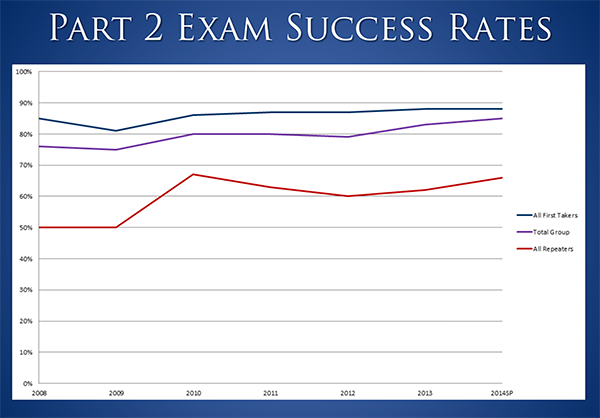 PART 2 EXAM SUCCESS RATES
100%
90%
80%
70%
60%
50%
40%
30%
20%
10%
0%
2008 2009 2010 2011 2012 2013 2014SP
All First Takers
Total Group
All Repeaters